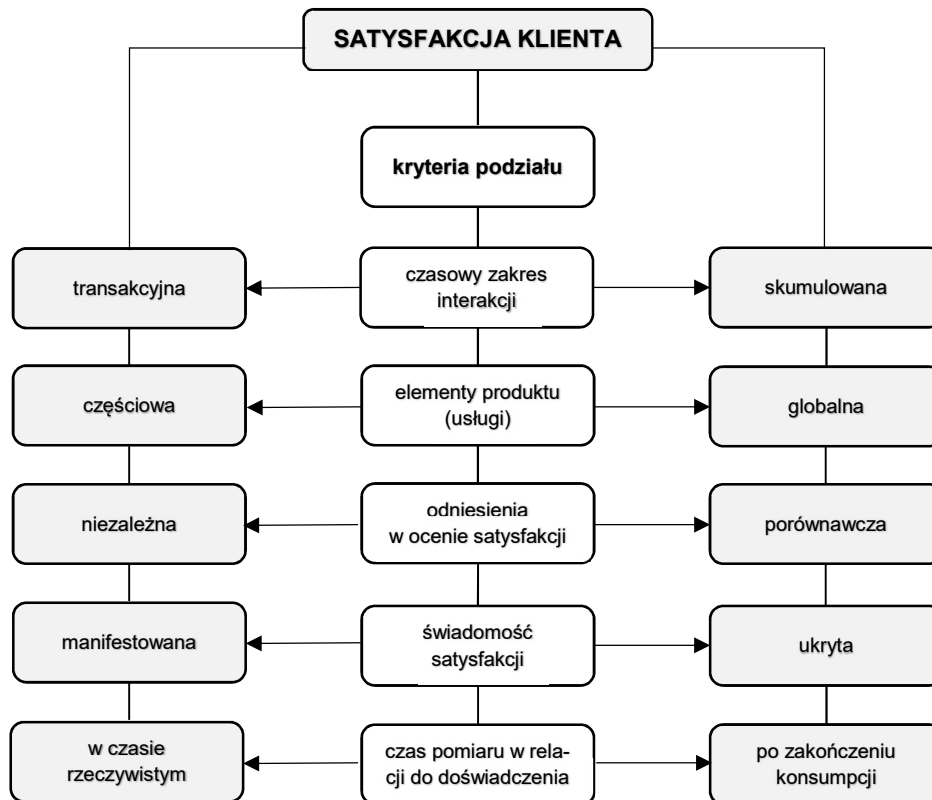 SATYSFAKCJA KLIENTA
kryteria podziału
transakcyjna
czasowy zakres
interakcji
skumulowana
częściowa
elementy produktu
(usługi)
globalna
niezależna
odniesienia
w ocenie satysfakcji
porównawcza
manifestowana
świadomość
satysfakcji
ukryta
w czasie
rzeczywistym
czas pomiaru w rela-
cji do doświadczenia
po zakończeniu
konsumpcji